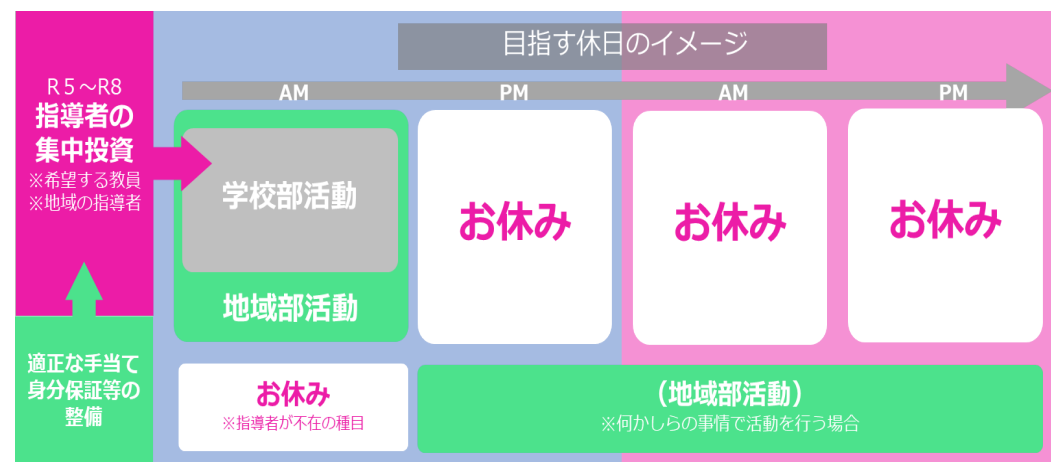 目指す休日のイメージ
AM
PM
AM
PM
R5～R8
指導者の
集中投資
※希望する教員
※地域の指導者
学校部活動
地域部活動
お休み
お休み
お休み
適正な手当て
身分保証等の
整備
お休み
※指導者が不在の種目
（地域部活動）
※何かしらの事情で活動を行う場合